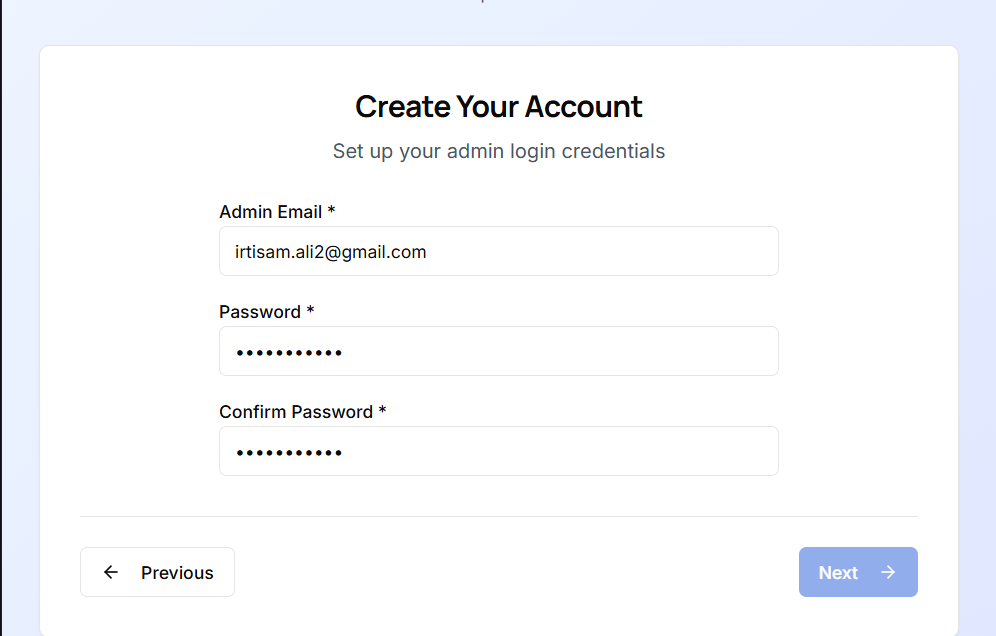 Create Your Account
Set up your admin login credentials
Admin Email *
irtisam.ali2@gmail.com
Password *
•••••••••••
Confirm Password *
•••••••••••
← Previous
Next →